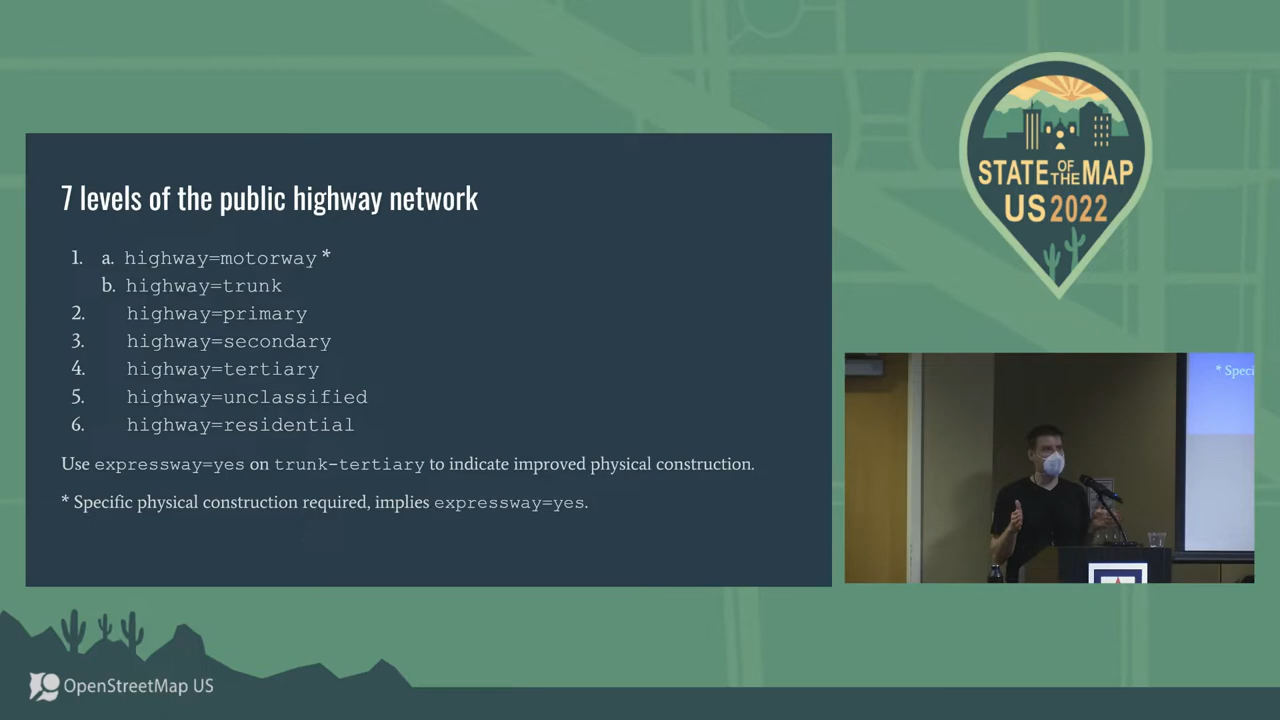 7 levels of the public highway network
1. a. highway=motorway *
b. highway=trunk
2. highway=primary
3. highway=secondary
4. highway=tertiary
5. highway=unclassified
6. highway=residential
Use expressway=yes on trunk-tertiary to indicate improved physical construction.
* Specific physical construction required, implies expressway=yes.
STATE OF THE MAP
US 2022
* Speci
OpenStreetMap US